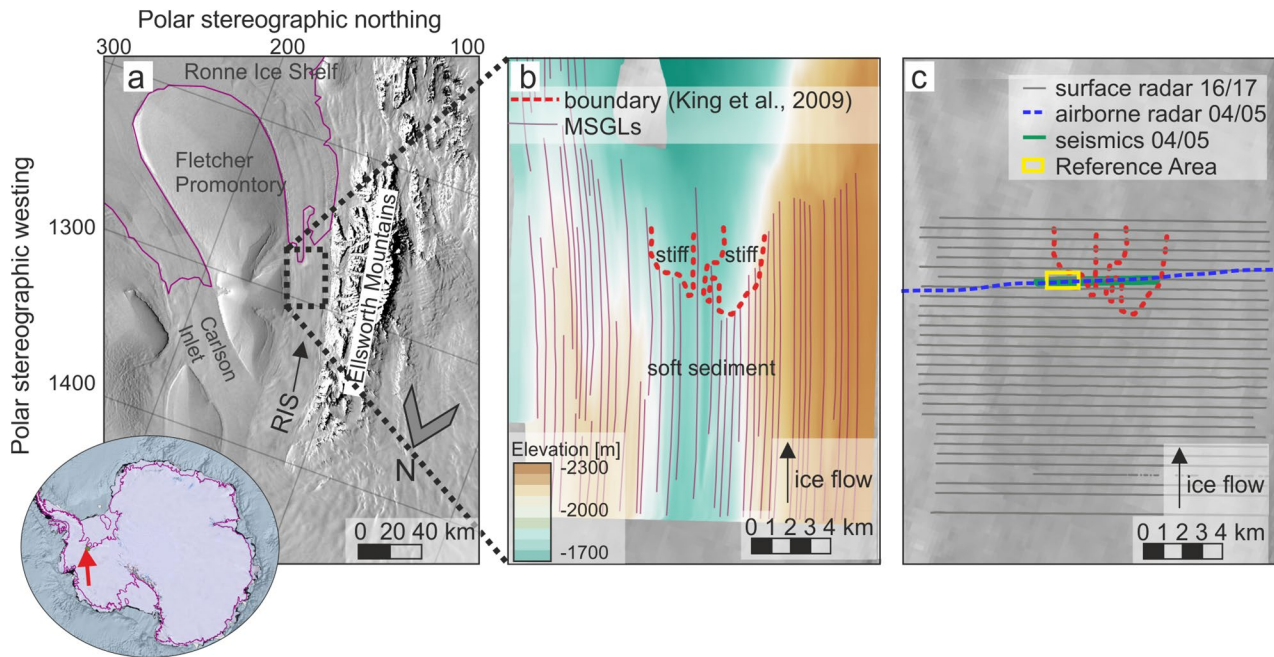 Polar stereographic northing
300
200
100
Polar stereographic westing
1300
1400
a
Ronne Ice Shelf
Fletcher
Promontory
Ellsworth Mountains
Carlson
Inlet
RIS
N
0 20 40 km
b
boundary (King et al., 2009)
MSGLs
stiff
stiff
soft sediment
Elevation [m]
-2300
-2000
-1700
ice flow
0 1 2 3 4 km
c
surface radar 16/17
airborne radar 04/05
seismics 04/05
Reference Area
ice flow
0 1 2 3 4 km